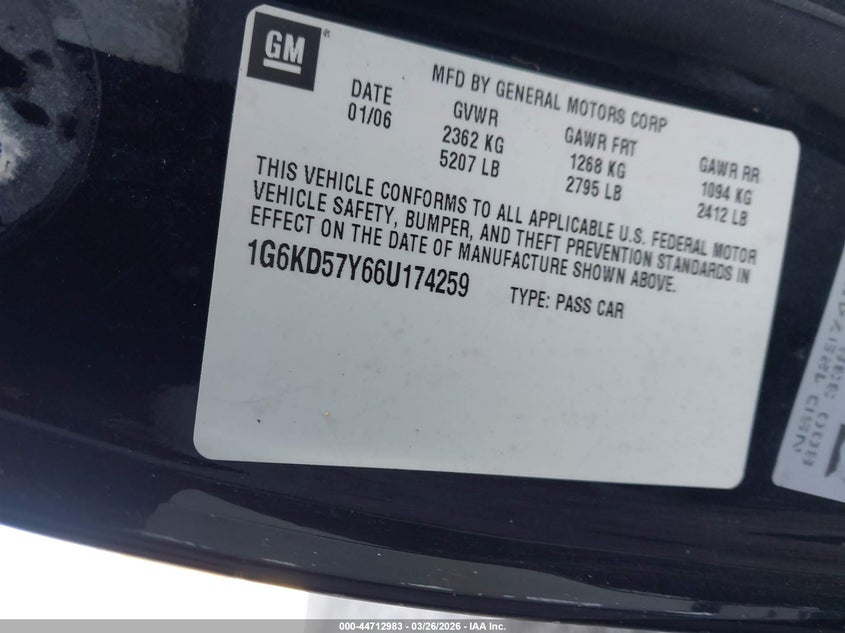 GM
MFD BY GENERAL MOTORS CORP
DATE GVWR GAWR FRT GAWR RR
01/06 2362 KG 1268 KG 1094 KG
5207 LB 2795 LB 2412 LB
THIS VEHICLE CONFORMS TO ALL APPLICABLE U.S. FEDERAL MOTOR
VEHICLE SAFETY, BUMPER, AND THEFT PREVENTION STANDARDS IN
EFFECT ON THE DATE OF MANUFACTURE SHOWN ABOVE.
1G6KD57Y66U174259 TYPE: PASS CAR
000-44712983 | 03/26/2026 - IAA Inc.